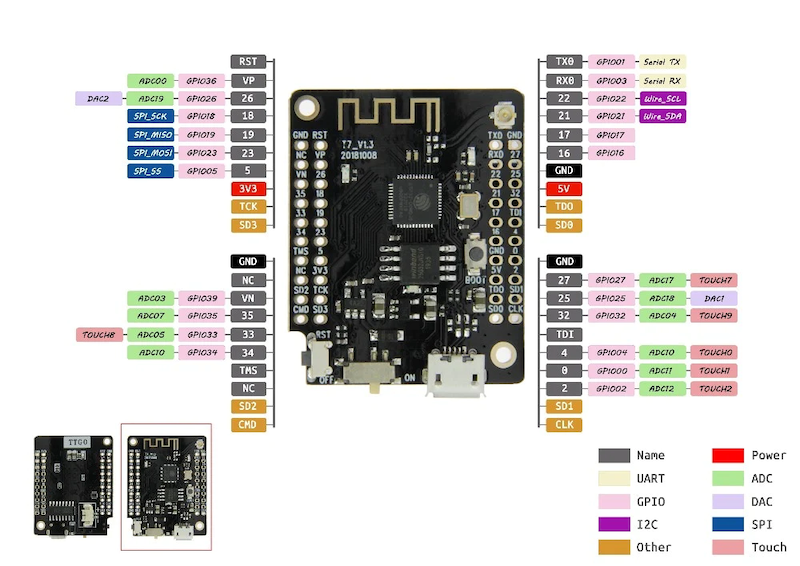 RST
ADC00 GPIO36 VP
DAC2 ADC19 GPIO26 26
SPI_SCK GPIO18 18
SPI_MISO GPIO19 19
SPI_MOSI GPIO23 23
SPI_SS GPIO05 5
3V3
TCK
SD3
GND
NC
ADC03 GPIO39 VN
ADC07 GPIO35 35
TOUCH8 ADC05 GPIO33 33
ADC10 GPIO34 34
TMS
NC
SD2
CMD
T7_V1.3
20181008
GND RST
NC VP
VN 26
35 18
33 19
34 23
TMS 5
NC 3V3
SD2 TCK
CMD SD3
RST
OFF
ON
BOOT
TXD GND
RXD 27
22 25
21 32
17 TDI
16 4
GND 0
5V 2
TDO SD1
SD0 CLK
TX0 GPIO01 Serial TX
RX0 GPIO03 Serial RX
22 GPIO22 Wire_SCL
21 GPIO21 Wire_SDA
17 GPIO17
16 GPIO16
GND
5V
TDO
SD0
GND
27 GPIO27 ADC17 TOUCH7
25 GPIO25 ADC18 DAC1
32 GPIO32 ADC04 TOUCH9
TDI
4 GPIO04 ADC10 TOUCH0
0 GPIO00 ADC11 TOUCH1
2 GPIO02 ADC12 TOUCH2
SD1
CLK
TTGO
Name Power
UART ADC
GPIO DAC
I2C SPI
Other Touch